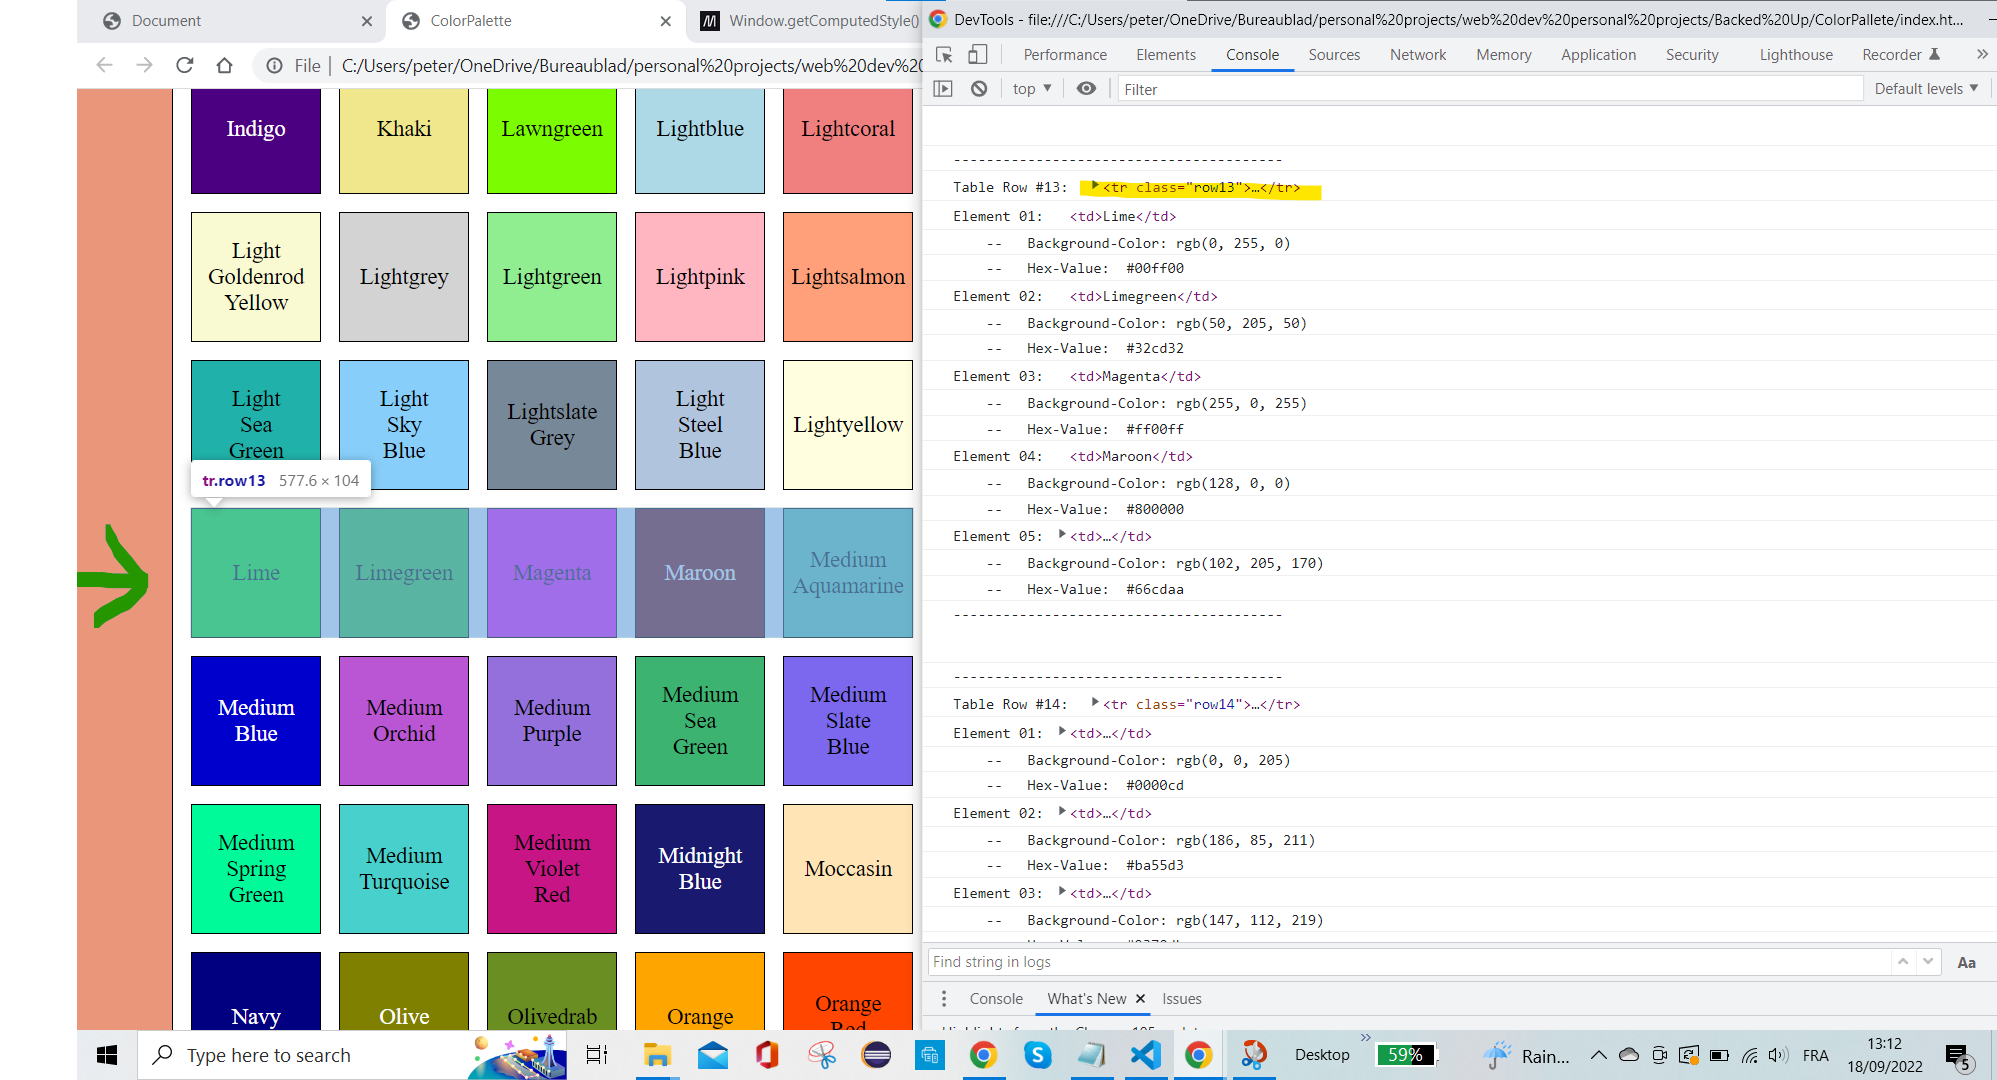 Document
ColorPalette
Window.getComputedStyle()
DevTools - file:///C:/Users/peter/OneDrive/Bureaublad/personal%20projects/web%20dev%20personal%20projects/Backed%20Up/ColorPallete/index.ht...
File
C:/Users/peter/OneDrive/Bureaublad/personal%20projects/web%20dev%20
Performance Elements Console Sources Network Memory Application Security Lighthouse Recorder
top
Filter
Default levels
Indigo
Khaki
Lawngreen
Lightblue
Lightcoral
Light
Goldenrod
Yellow
Lightgrey
Lightgreen
Lightpink
Lightsalmon
Light
Sea
Green
Light
Sky
Blue
Lightslate
Grey
Light
Steel
Blue
Lightyellow
tr.row13 577.6 × 104
Lime
Limegreen
Magenta
Maroon
Medium
Aquamarine
Medium
Blue
Medium
Orchid
Medium
Purple
Medium
Sea
Green
Medium
Slate
Blue
Medium
Spring
Green
Medium
Turquoise
Medium
Violet
Red
Midnight
Blue
Moccasin
Navy
Olive
Olivedrab
Orange
Orange
Red
----------------------------------------
Table Row #13: <tr class="row13">…</tr>
Element 01: <td>Lime</td>
-- Background-Color: rgb(0, 255, 0)
-- Hex-Value: #00ff00
Element 02: <td>Limegreen</td>
-- Background-Color: rgb(50, 205, 50)
-- Hex-Value: #32cd32
Element 03: <td>Magenta</td>
-- Background-Color: rgb(255, 0, 255)
-- Hex-Value: #ff00ff
Element 04: <td>Maroon</td>
-- Background-Color: rgb(128, 0, 0)
-- Hex-Value: #800000
Element 05: <td>…</td>
-- Background-Color: rgb(102, 205, 170)
-- Hex-Value: #66cdaa
----------------------------------------
----------------------------------------
Table Row #14: <tr class="row14">…</tr>
Element 01: <td>…</td>
-- Background-Color: rgb(0, 0, 205)
-- Hex-Value: #0000cd
Element 02: <td>…</td>
-- Background-Color: rgb(186, 85, 211)
-- Hex-Value: #ba55d3
Element 03: <td>…</td>
-- Background-Color: rgb(147, 112, 219)
Find string in logs
Aa
Console What's New Issues
Type here to search
Desktop
59%
Rain...
FRA
13:12
18/09/2022
5